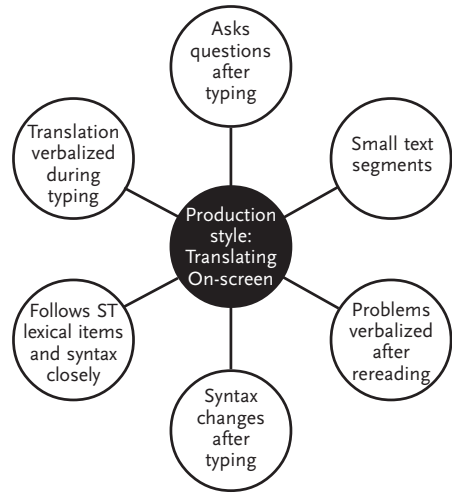 Asks
questions
after
typing
Translation
verbalized
during
typing
Small text
segments
Production
style:
Translating
On-screen
Follows ST
lexical items
and syntax
closely
Problems
verbalized
after
rereading
Syntax
changes
after
typing